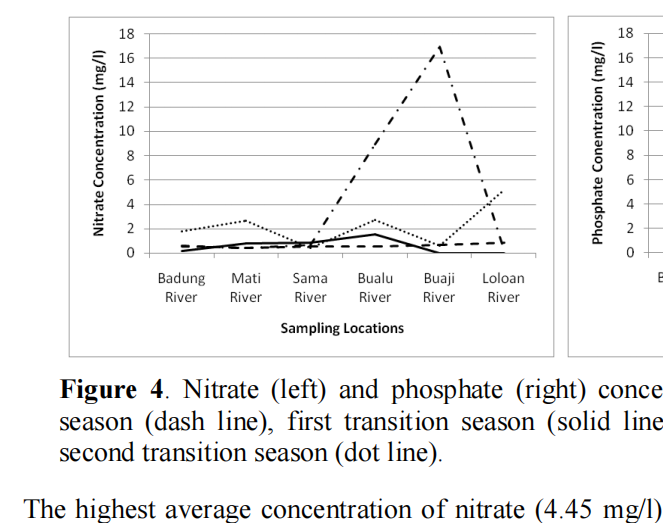 18
16
14
12
10
8
6
4
2
0
Nitrate Concentration (mg/l)
Badung River
Mati River
Sama River
Bualu River
Buaji River
Loloan River
Sampling Locations
18
16
14
12
10
8
6
4
2
0
Phosphate Conentration (mg/l)
B
Figure 4. Nitrate (left) and phosphate (right) conce
season (dash line), first transition season (solid line
second transition season (dot line).
The highest average concentration of nitrate (4.45 mg/l)